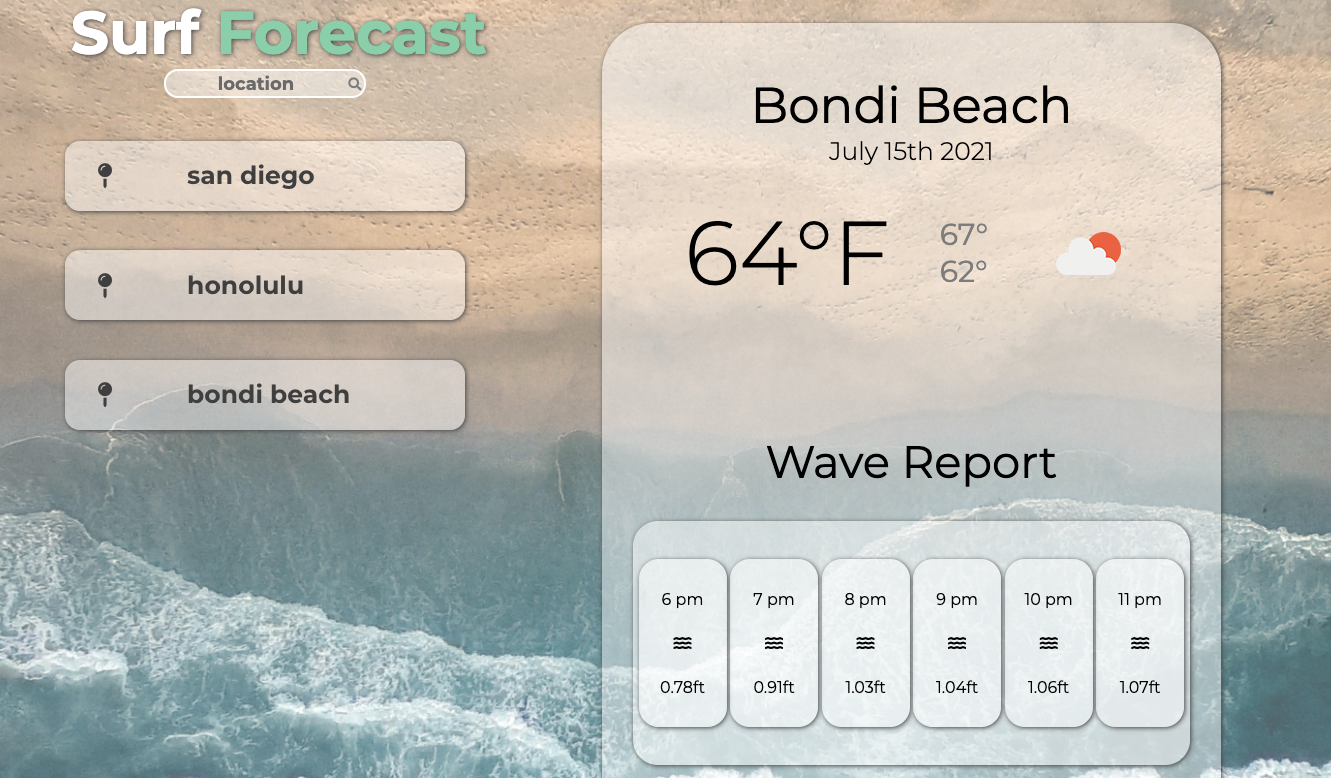 Surf Forecast
location
san diego
honolulu
bondi beach
Bondi Beach
July 15th 2021
64°F
67°
62°
Wave Report
6 pm 7 pm 8 pm 9 pm 10 pm 11 pm
0.78ft 0.91ft 1.03ft 1.04ft 1.06ft 1.07ft